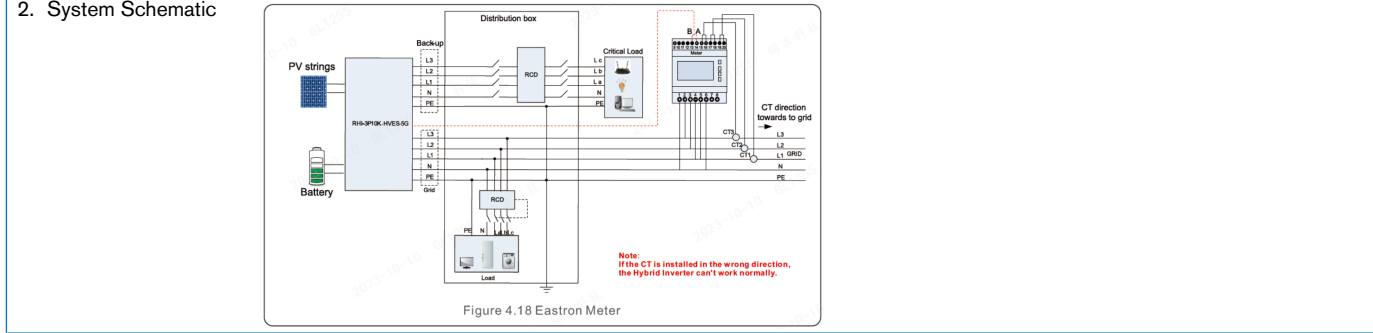 2. System Schematic
Distribution box
B A
Meter
Back-up
L3
L2
L1
N
PE
RCD
L c
L b
L a
N
PE
Critical Load
PV strings
RHI-3P10K-HVES-5G
Battery
CT direction
towards to grid
CT3
CT2
CT1
L3
L2
L1 GRID
N
PE
L3
L2
L1
N
PE
Grid
RCD
PE N La Lb Lc
Load
Note:
If the CT is installed in the wrong direction,
the Hybrid Inverter can't work normally.
Figure 4.18 Eastron Meter